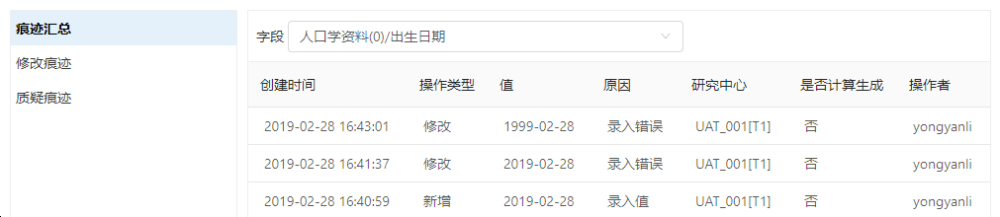 痕迹汇总
修改痕迹
质疑痕迹
字段 人口学资料(0)/出生日期
创建时间 操作类型 值 原因 研究中心 是否计算生成 操作者
2019-02-28 16:43:01 修改 1999-02-28 录入错误 UAT_001[T1] 否 yongyanli
2019-02-28 16:41:37 修改 2019-02-28 录入错误 UAT_001[T1] 否 yongyanli
2019-02-28 16:40:59 新增 2019-02-28 录入值 UAT_001[T1] 否 yongyanli